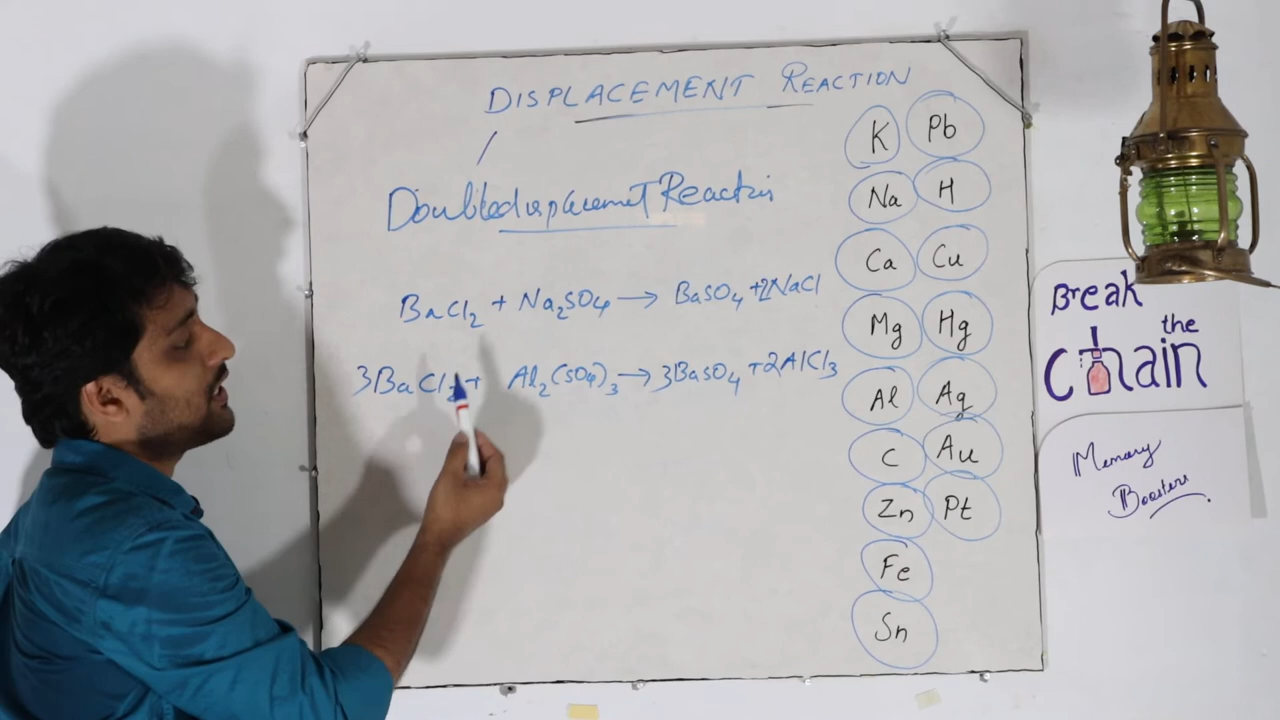 DISPLACEMENT REACTION
Doubledisplacement Reaction
BaCl₂ + Na₂SO₄ → BaSO₄ + 2NaCl
3BaCl₂ + Al₂(SO₄)₃ → 3BaSO₄ + 2AlCl₃
K Pb
Na H
Ca Cu
Mg Hg
Al Ag
C Au
Zn Pt
Fe
Sn
Break
the
Chain
Memory
Boosters